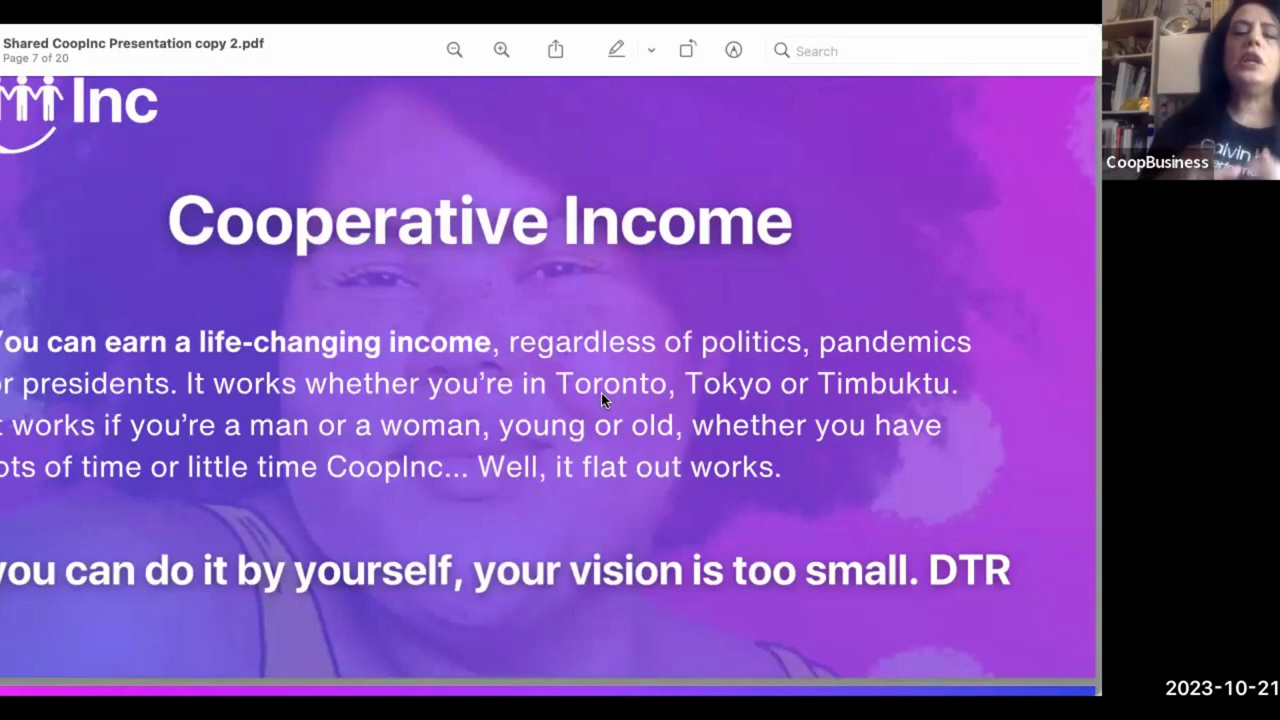 Shared CoopInc Presentation copy 2.pdf
Page 7 of 20
Search
Inc
CoopBusiness
Cooperative Income
You can earn a life-changing income, regardless of politics, pandemics
or presidents. It works whether you're in Toronto, Tokyo or Timbuktu.
t works if you're a man or a woman, young or old, whether you have
ots of time or little time CoopInc... Well, it flat out works.
you can do it by yourself, your vision is too small. DTR
2023-10-21